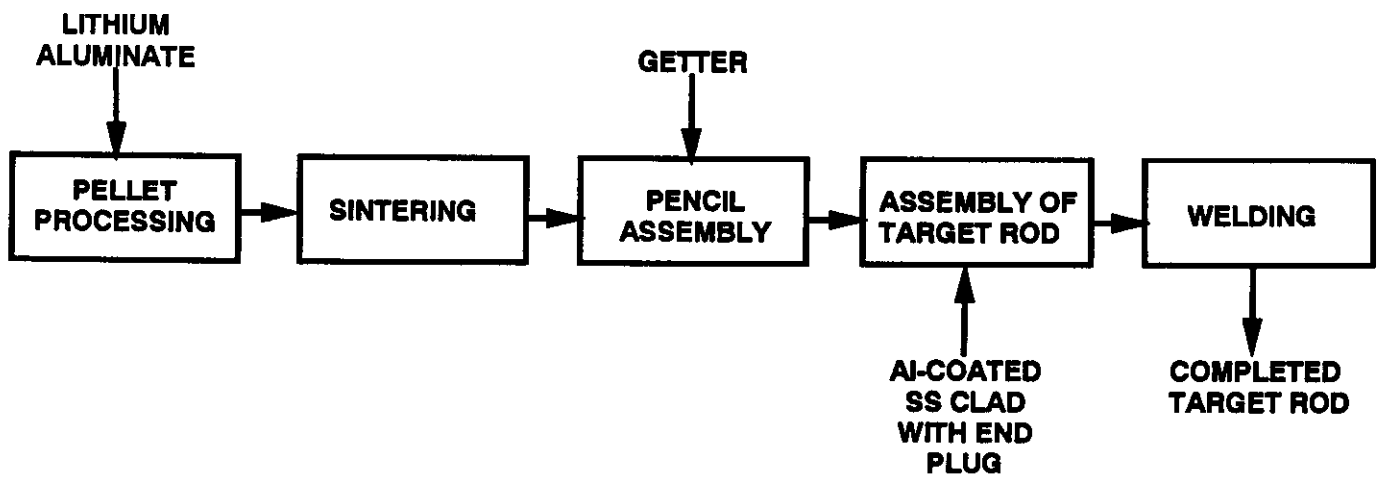 LITHIUM
ALUMINATE
GETTER
PELLET
PROCESSING
SINTERING
PENCIL
ASSEMBLY
ASSEMBLY OF
TARGET ROD
WELDING
Al-COATED
SS CLAD
WITH END
PLUG
COMPLETED
TARGET ROD